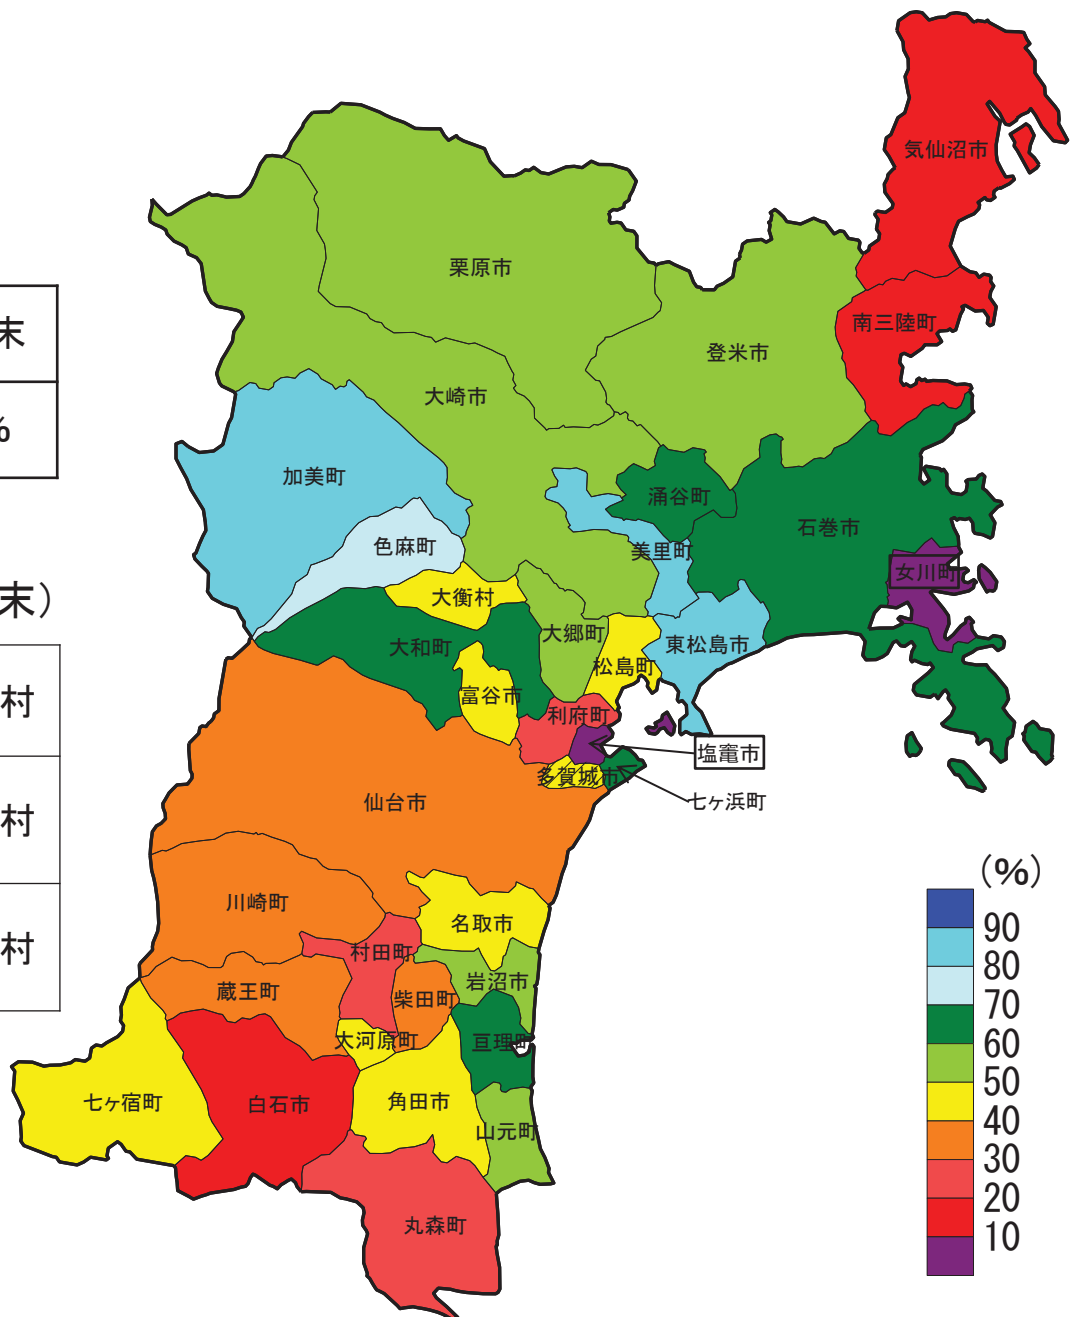 気仙沼市
栗原市
末
南三陸町
登米市
大崎市
%
加美町
涌谷町
石巻市
色麻町
美里町
女川町
末）
大衡村
大郷町
大和町
東松島市
松島町
村
富谷市
利府町
塩竈市
多賀城市
七ヶ浜町
仙台市
村
(%)
川崎町
名取市
90
村田町
村
80
岩沼市
蔵王町
柴田町
70
大河原町
亘理町
60
50
七ヶ宿町
白石市
角田市
40
山元町
30
20
丸森町
10